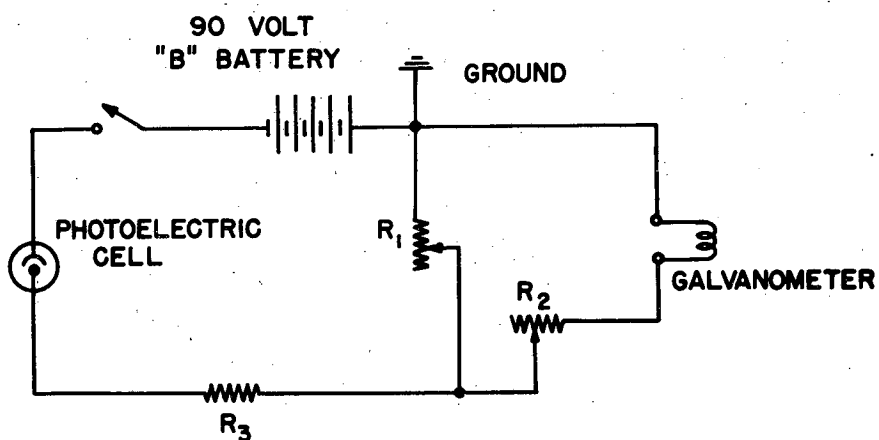 90 VOLT
"B" BATTERY
GROUND
PHOTOELECTRIC
CELL
R₁
R₂
GALVANOMETER
R₃